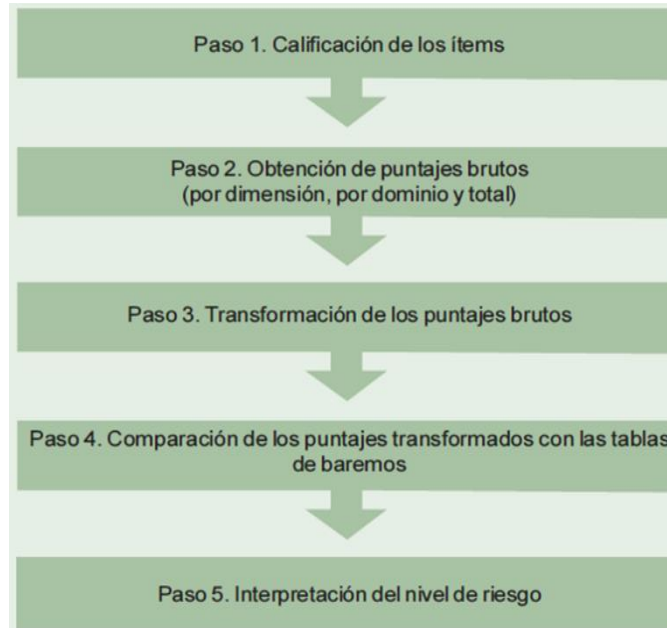 Paso 1. Calificación de los ítems
Paso 2. Obtención de puntajes brutos
(por dimensión, por dominio y total)
Paso 3. Transformación de los puntajes brutos
Paso 4. Comparación de los puntajes transformados con las tablas
de baremos
Paso 5. Interpretación del nivel de riesgo